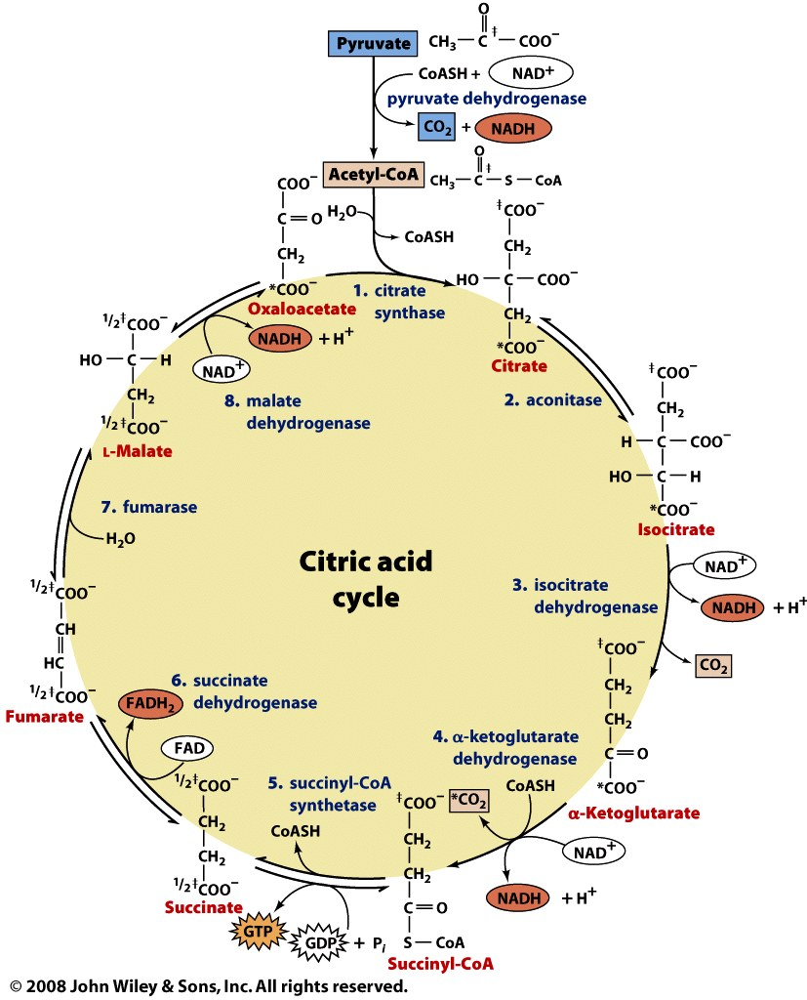 Pyruvate
O
CH₃ — C‡ — COO⁻
CoASH + NAD⁺
pyruvate dehydrogenase
CO₂ + NADH
Acetyl-CoA
O
CH₃ — C‡ — S — CoA
H₂O
CoASH
COO⁻
C=O
CH₂
*COO⁻
Oxaloacetate
1. citrate
synthase
‡COO⁻
CH₂
HO — C — COO⁻
CH₂
*COO⁻
Citrate
2. aconitase
‡COO⁻
CH₂
H — C — COO⁻
HO — C — H
*COO⁻
Isocitrate
3. isocitrate
dehydrogenase
NAD⁺
NADH + H⁺
CO₂
‡COO⁻
CH₂
CH₂
C=O
*COO⁻
α-Ketoglutarate
4. α-ketoglutarate
dehydrogenase
CoASH
*CO₂
NAD⁺
NADH + H⁺
‡COO⁻
CH₂
CH₂
C=O
S — CoA
Succinyl-CoA
5. succinyl-CoA
synthetase
CoASH
GTP
GDP + Pᵢ
1/2‡COO⁻
CH₂
CH₂
1/2‡COO⁻
Succinate
6. succinate
dehydrogenase
FADH₂
FAD
1/2‡COO⁻
CH
HC
1/2‡COO⁻
Fumarate
7. fumarase
H₂O
1/2‡COO⁻
HO — C — H
CH₂
1/2‡COO⁻
L-Malate
8. malate
dehydrogenase
NAD⁺
NADH + H⁺
Citric acid
cycle
© 2008 John Wiley & Sons, Inc. All rights reserved.